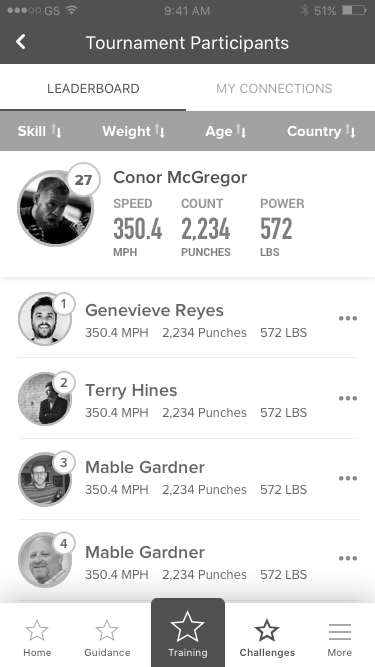 GS 9:41 AM 51%
Tournament Participants
LEADERBOARD MY CONNECTIONS
Skill Weight Age Country
27
Conor McGregor
SPEED COUNT POWER
350.4 2,234 572
MPH PUNCHES LBS
1
Genevieve Reyes
350.4 MPH 2,234 Punches 572 LBS
2
Terry Hines
350.4 MPH 2,234 Punches 572 LBS
3
Mable Gardner
350.4 MPH 2,234 Punches 572 LBS
4
Mable Gardner
350.4 MPH 2,234 Punches 572 LBS
Home Guidance Training Challenges More